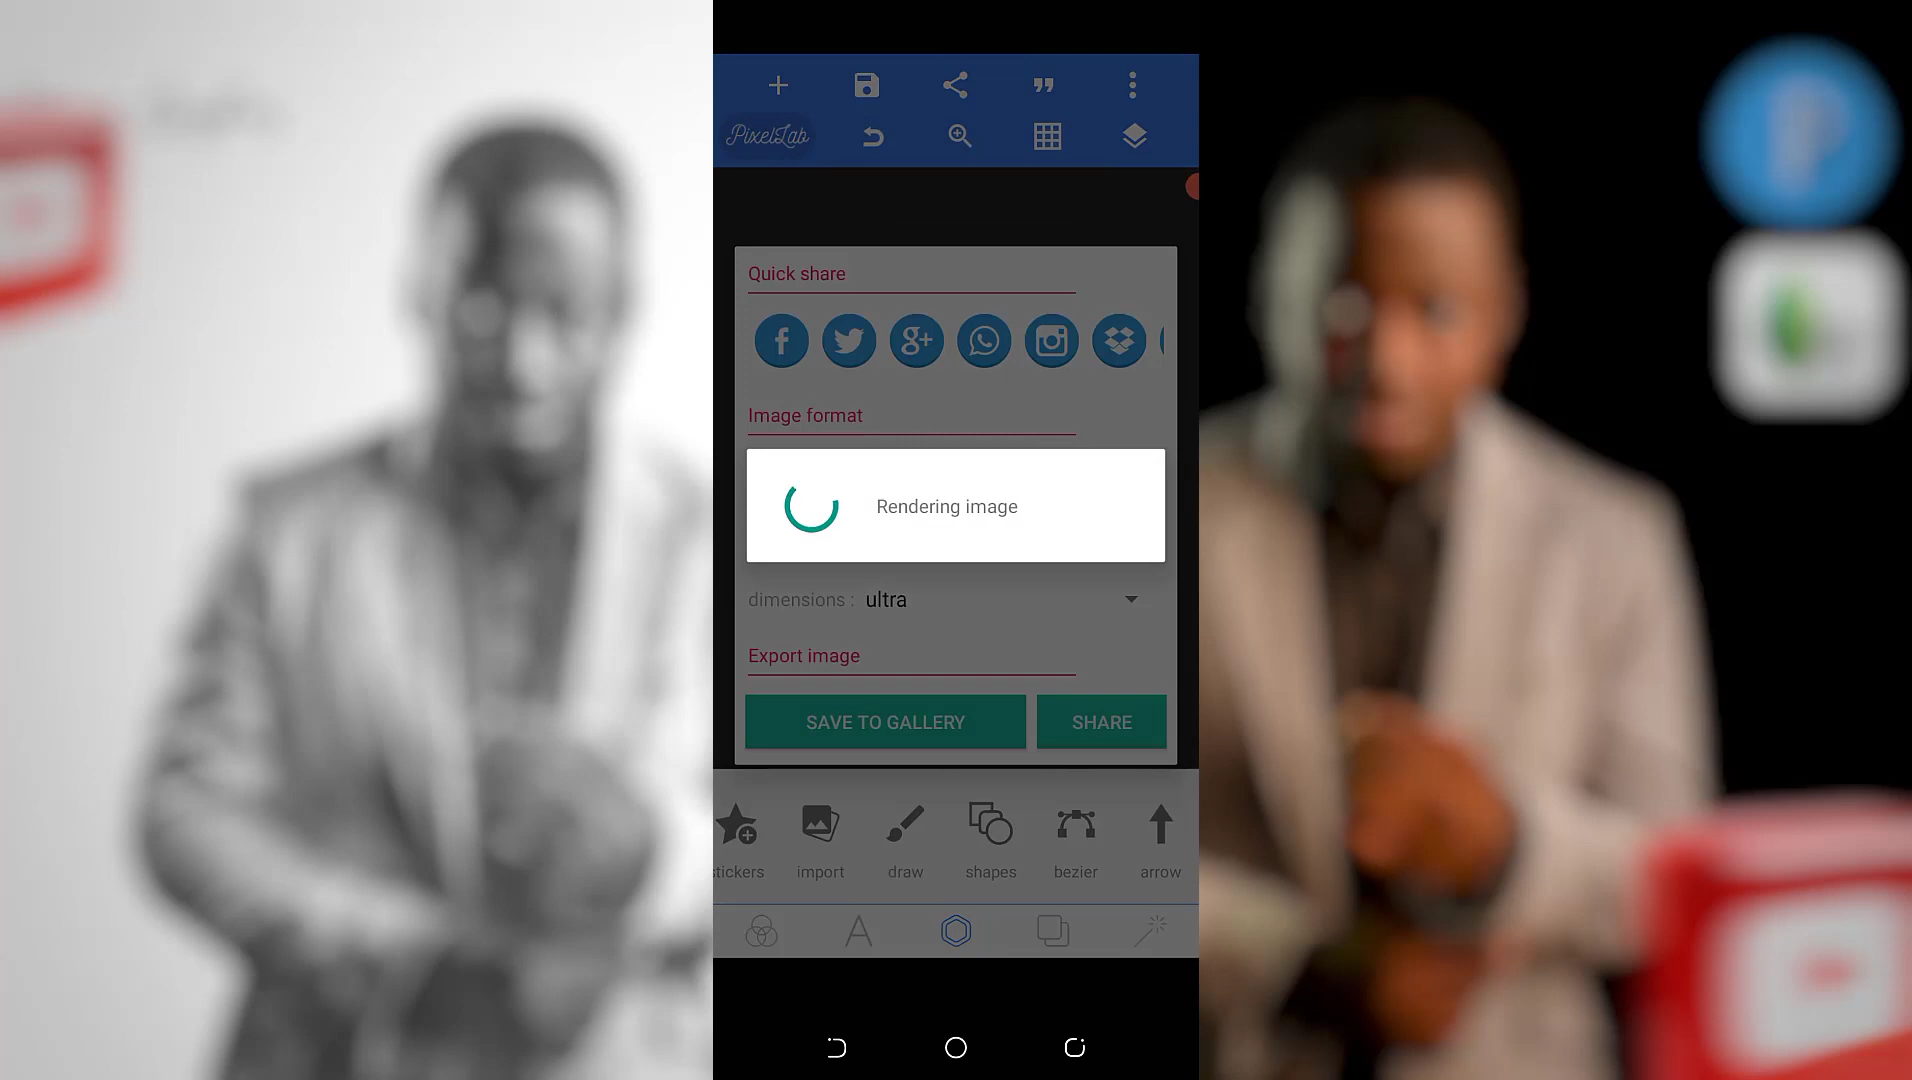 PixelLab
Quick share
Image format
Rendering image
dimensions : ultra
Export image
SAVE TO GALLERY SHARE
stickers import draw shapes bezier arrow